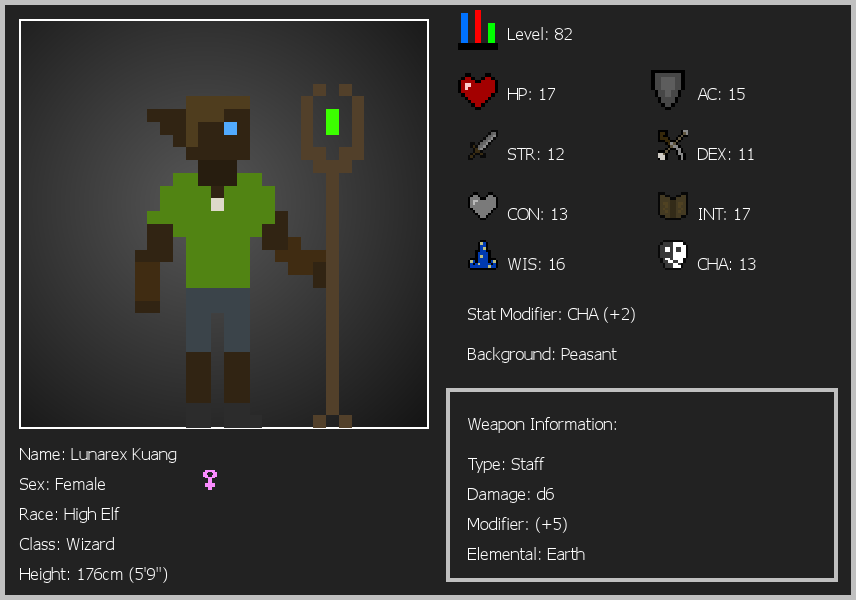 Level: 82
HP: 17
AC: 15
STR: 12
DEX: 11
CON: 13
INT: 17
WIS: 16
CHA: 13
Stat Modifier: CHA (+2)
Background: Peasant
Weapon Information:
Type: Staff
Damage: d6
Modifier: (+5)
Elemental: Earth
Name: Lunarex Kuang
Sex: Female
Race: High Elf
Class: Wizard
Height: 176cm (5'9")